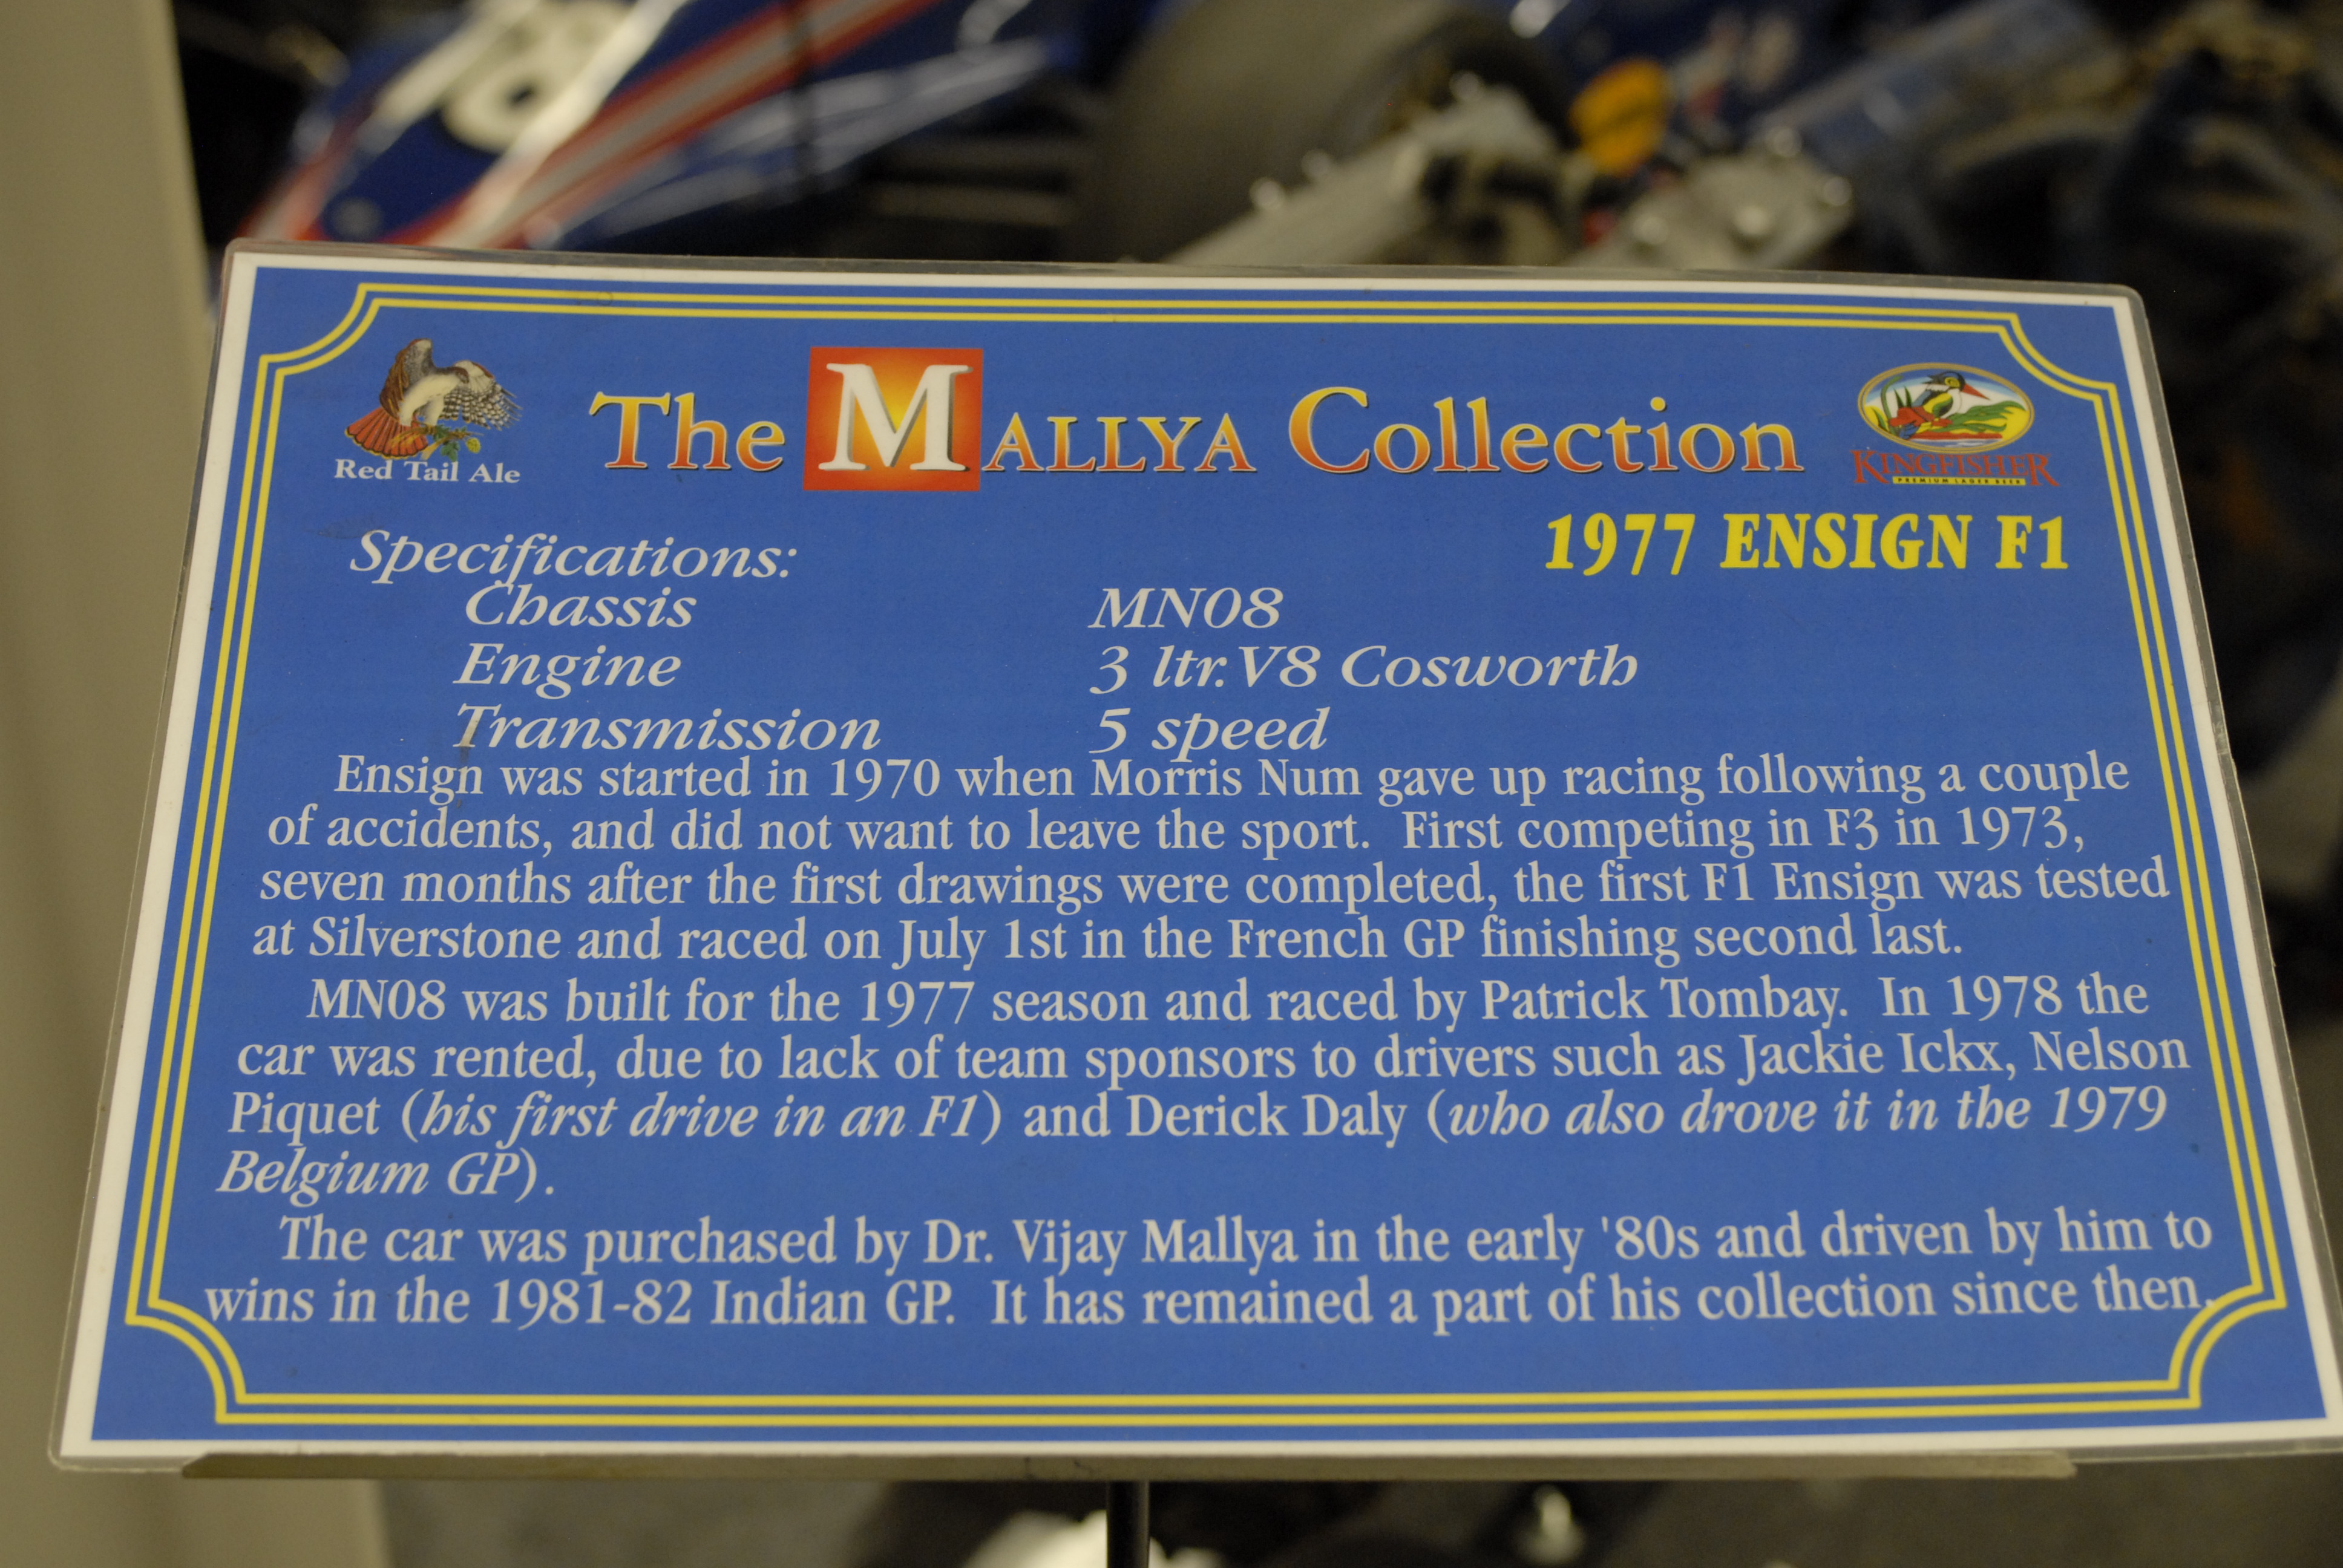 Red Tail Ale
The MALLYA Collection
KINGFISHER
PREMIUM LAGER BEER
1977 ENSIGN F1
Specifications:
Chassis MN08
Engine 3 ltr. V8 Cosworth
Transmission 5 speed
Ensign was started in 1970 when Morris Num gave up racing following a couple
of accidents, and did not want to leave the sport. First competing in F3 in 1973,
seven months after the first drawings were completed, the first F1 Ensign was tested
at Silverstone and raced on July 1st in the French GP finishing second last.
MN08 was built for the 1977 season and raced by Patrick Tombay. In 1978 the
car was rented, due to lack of team sponsors to drivers such as Jackie Ickx, Nelson
Piquet (his first drive in an F1) and Derick Daly (who also drove it in the 1979
Belgium GP).
The car was purchased by Dr. Vijay Mallya in the early '80s and driven by him to
wins in the 1981-82 Indian GP. It has remained a part of his collection since then.